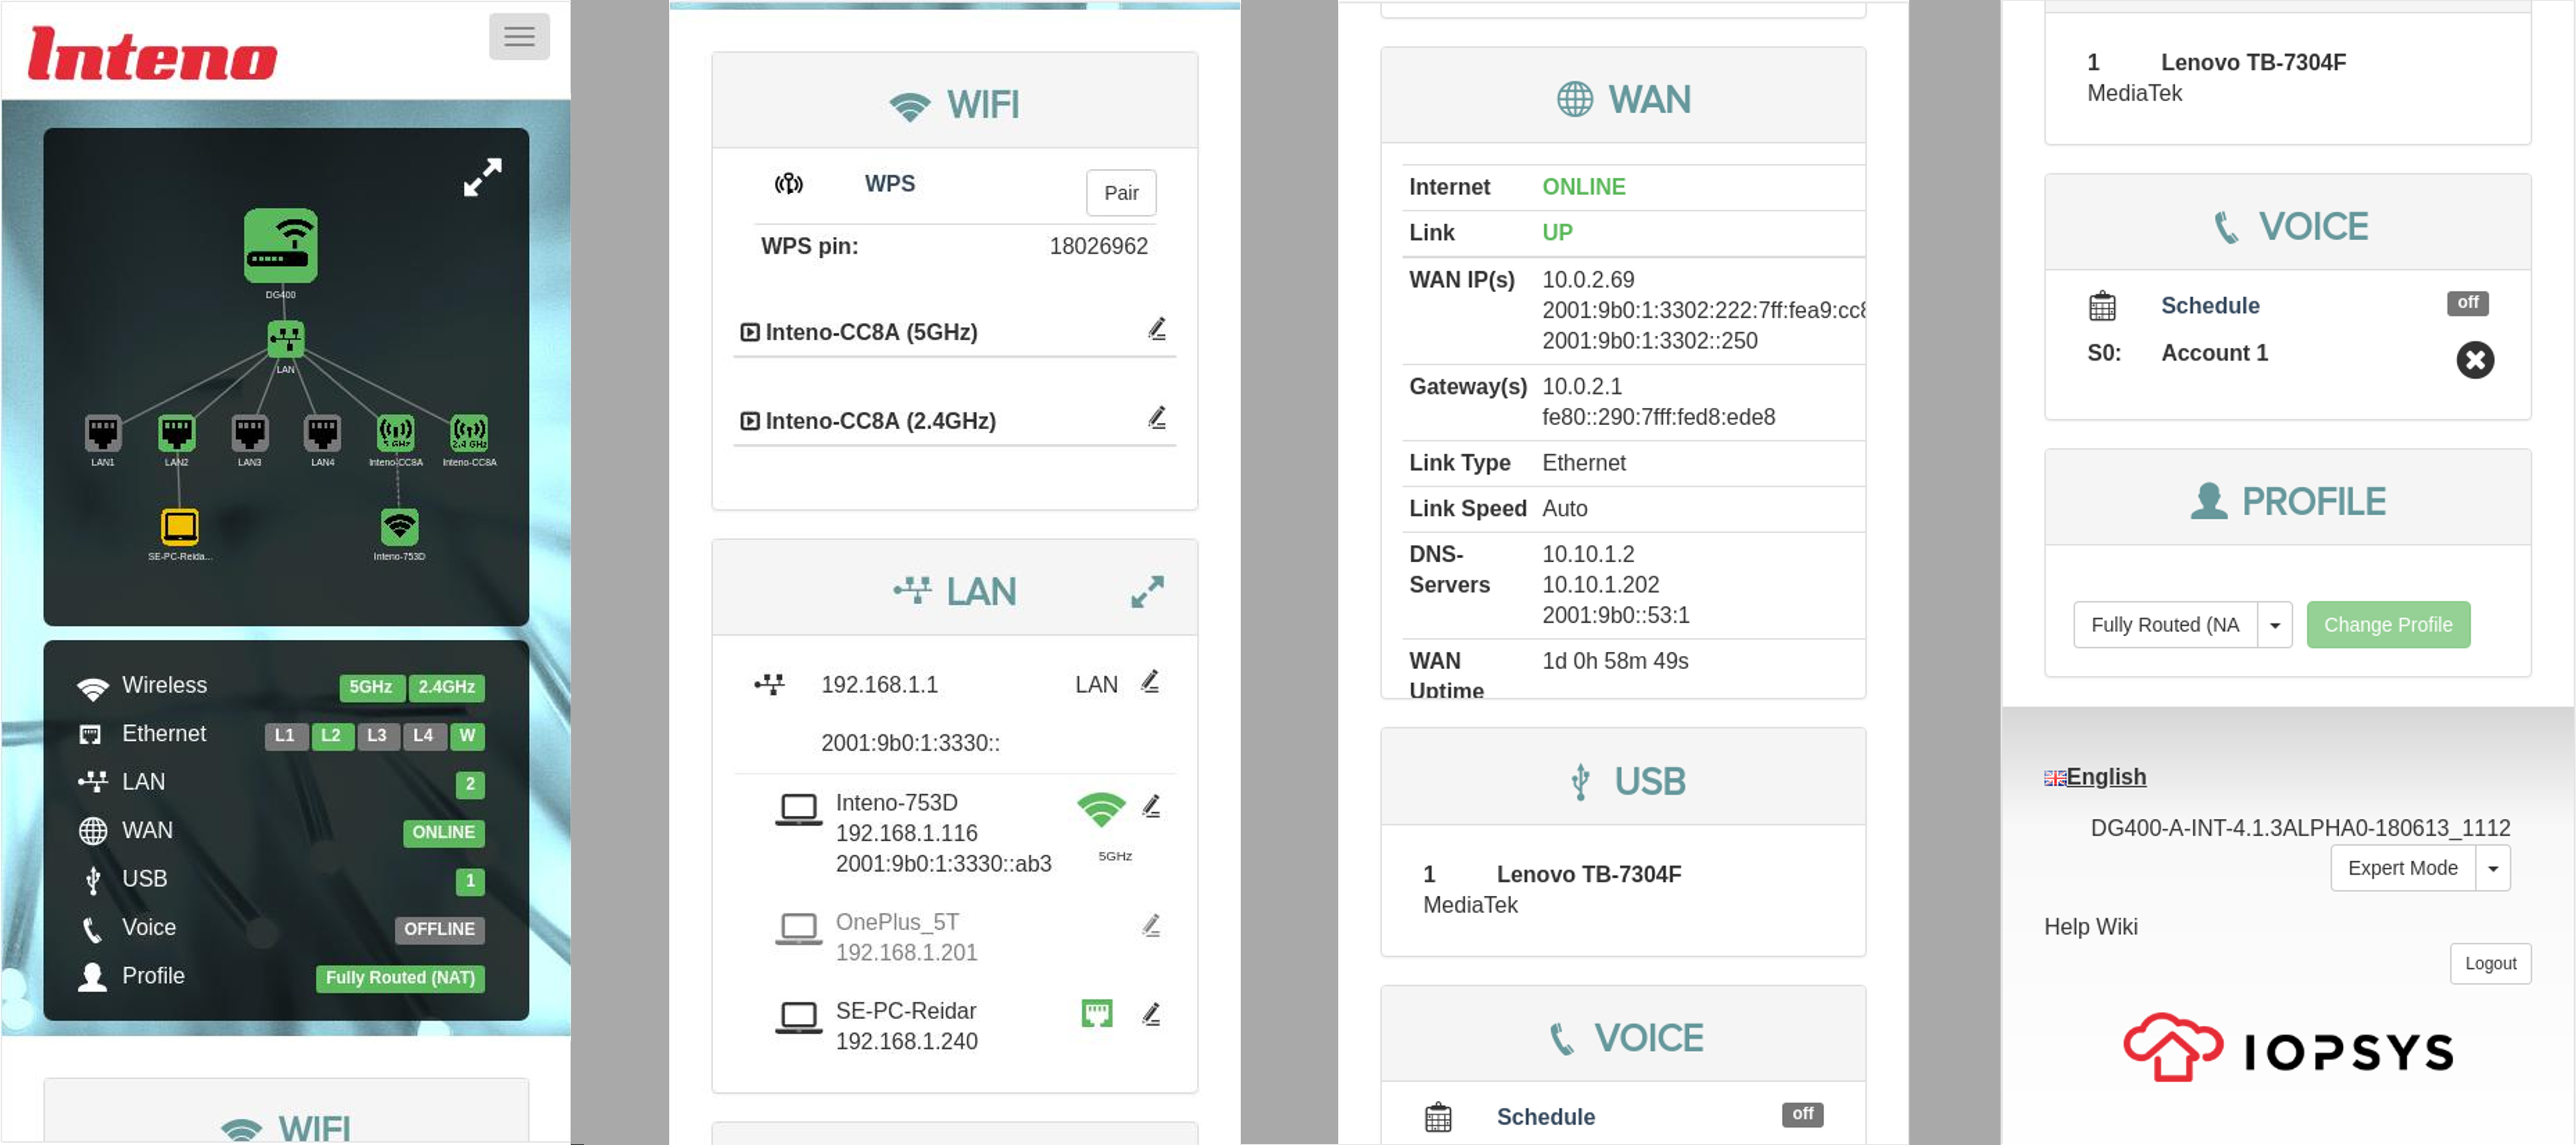 Inteno
DG400
LAN
LAN1 LAN2 LAN3 LAN4 Inteno-CC8A Inteno-CC8A
5 GHz 2.4 GHz
SE-PC-Reida... Inteno-753D
Wireless 5GHz 2.4GHz
Ethernet L1 L2 L3 L4 W
LAN 2
WAN ONLINE
USB 1
Voice OFFLINE
Profile Fully Routed (NAT)
WIFI
WIFI
WPS Pair
WPS pin: 18026962
Inteno-CC8A (5GHz)
Inteno-CC8A (2.4GHz)
LAN
192.168.1.1 LAN
2001:9b0:1:3330::
Inteno-753D
192.168.1.116
2001:9b0:1:3330::ab3 5GHz
OnePlus_5T
192.168.1.201
SE-PC-Reidar
192.168.1.240
WAN
Internet ONLINE
Link UP
WAN IP(s) 10.0.2.69
2001:9b0:1:3302:222:7ff:fea9:cc8
2001:9b0:1:3302::250
Gateway(s) 10.0.2.1
fe80::290:7fff:fed8:ede8
Link Type Ethernet
Link Speed Auto
DNS- 10.10.1.2
Servers 10.10.1.202
2001:9b0::53:1
WAN 1d 0h 58m 49s
Uptime
USB
1 Lenovo TB-7304F
MediaTek
VOICE
Schedule off
1 Lenovo TB-7304F
MediaTek
VOICE
Schedule off
S0: Account 1
PROFILE
Fully Routed (NA Change Profile
English
DG400-A-INT-4.1.3ALPHA0-180613_1112
Expert Mode
Help Wiki
Logout
IOPSYS